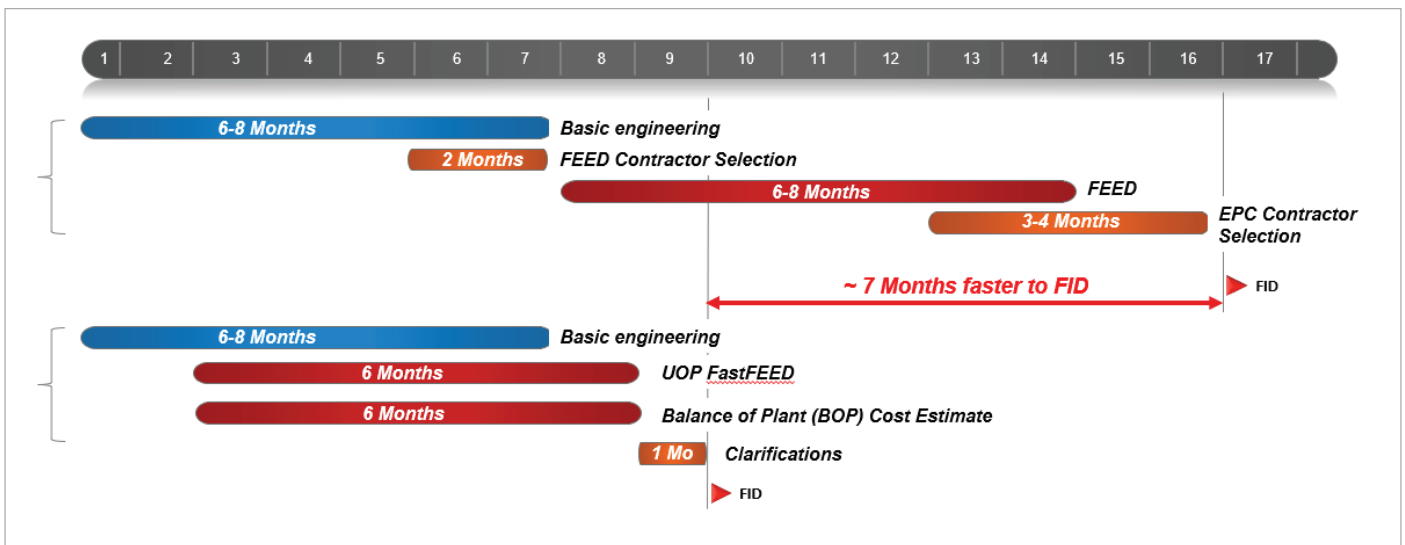 1 2 3 4 5 6 7 8 9 10 11 12 13 14 15 16 17
6-8 Months Basic engineering
2 Months FEED Contractor Selection
6-8 Months FEED
3-4 Months EPC Contractor
Selection
~ 7 Months faster to FID FID
6-8 Months Basic engineering
6 Months UOP FastFEED
6 Months Balance of Plant (BOP) Cost Estimate
1 Mo Clarifications
FID